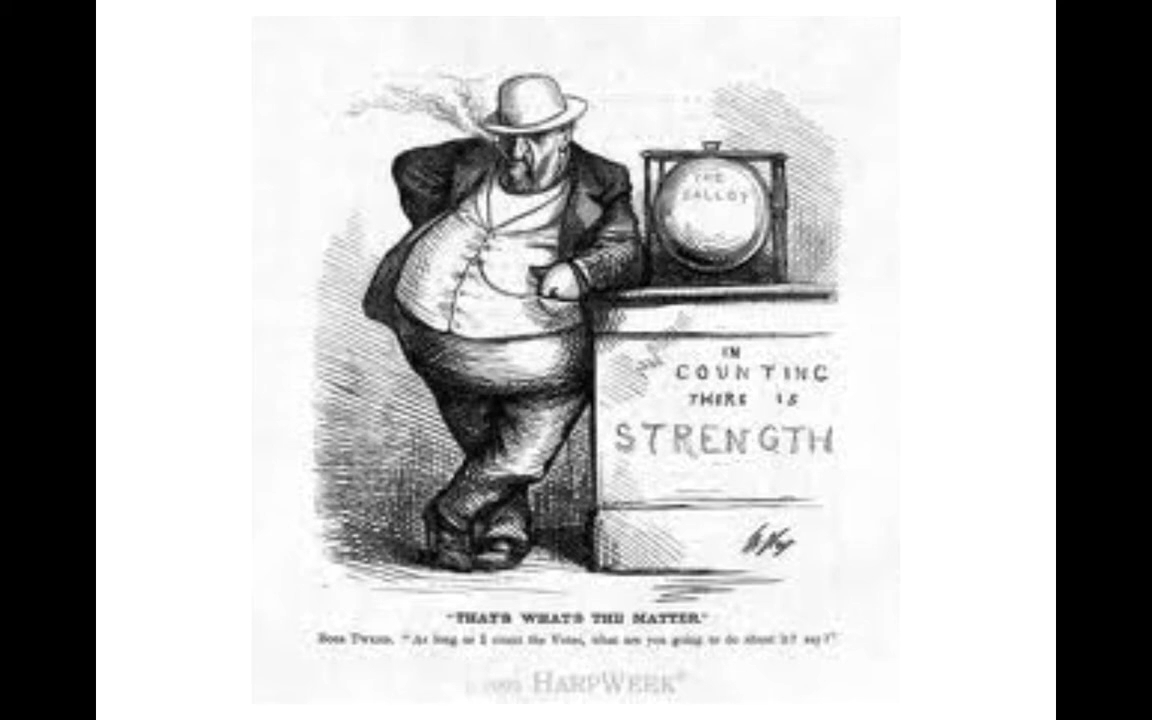 THE
BALLOT
IN
COUNTING
THERE IS
STRENGTH
"THAT'S WHAT'S THE MATTER."
BOSS TWEED. "As long as I count the Votes, what are you going to do about it? say?"
HARPWEEK®